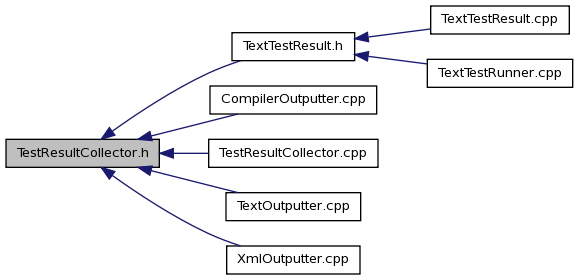 TextTestResult.cpp
TextTestResult.h
TextTestRunner.cpp
CompilerOutputter.cpp
TestResultCollector.h
TestResultCollector.cpp
TextOutputter.cpp
XmlOutputter.cpp